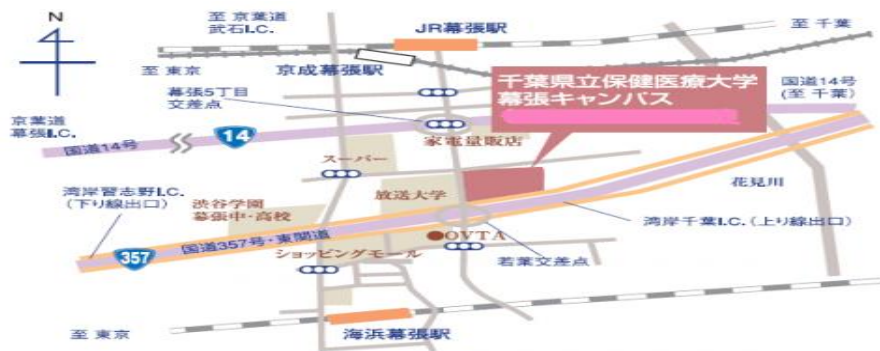 N
至 京葉道
武石I.C.
JR幕張駅
至 千葉
至 東京
京成幕張駅
幕張5丁目
交差点
千葉県立保健医療大学
幕張キャンパス
国道14号
(至 千葉)
京葉道
幕張I.C.
国道14号
14
家電量販店
スーパー
湾岸習志野I.C.
(下り線出口)
渋谷学園
幕張中・高校
放送大学
花見川
湾岸千葉I.C.(上り線出口)
国道357号・東関道
357
OVTA
ショッピングモール
若葉交差点
至 東京
海浜幕張駅